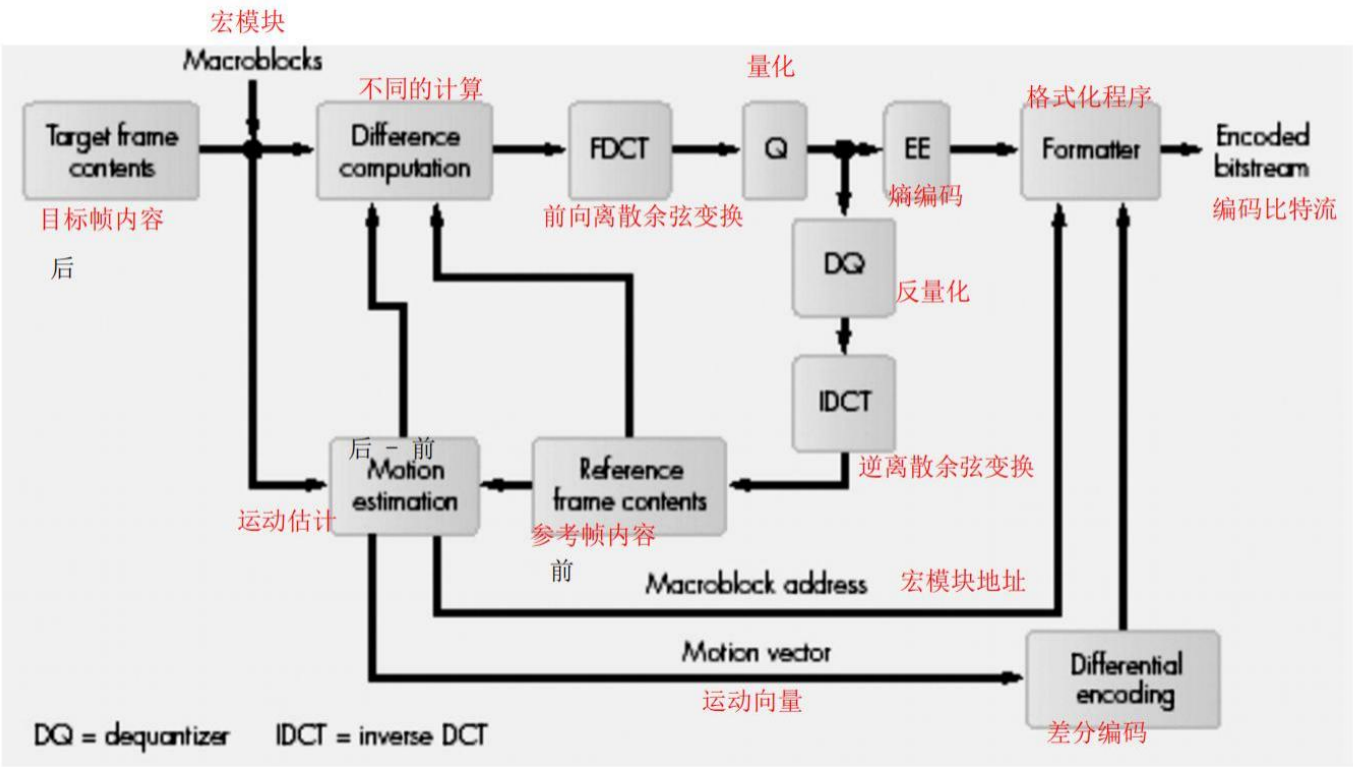 宏模块
Macroblocks
不同的计算
量化
格式化程序
Target frame
contents
Difference
computation
FDCT
Q
EE
Formatter
Encoded
bitstream
目标帧内容
后
前向离散余弦变换
熵编码
编码比特流
DQ
反量化
IDCT
逆离散余弦变换
后 - 前
Motion
estimation
运动估计
Reference
frame contents
参考帧内容
前
Macroblock address
宏模块地址
Motion vector
运动向量
Differential
encoding
差分编码
DQ = dequantizer
IDCT = inverse DCT